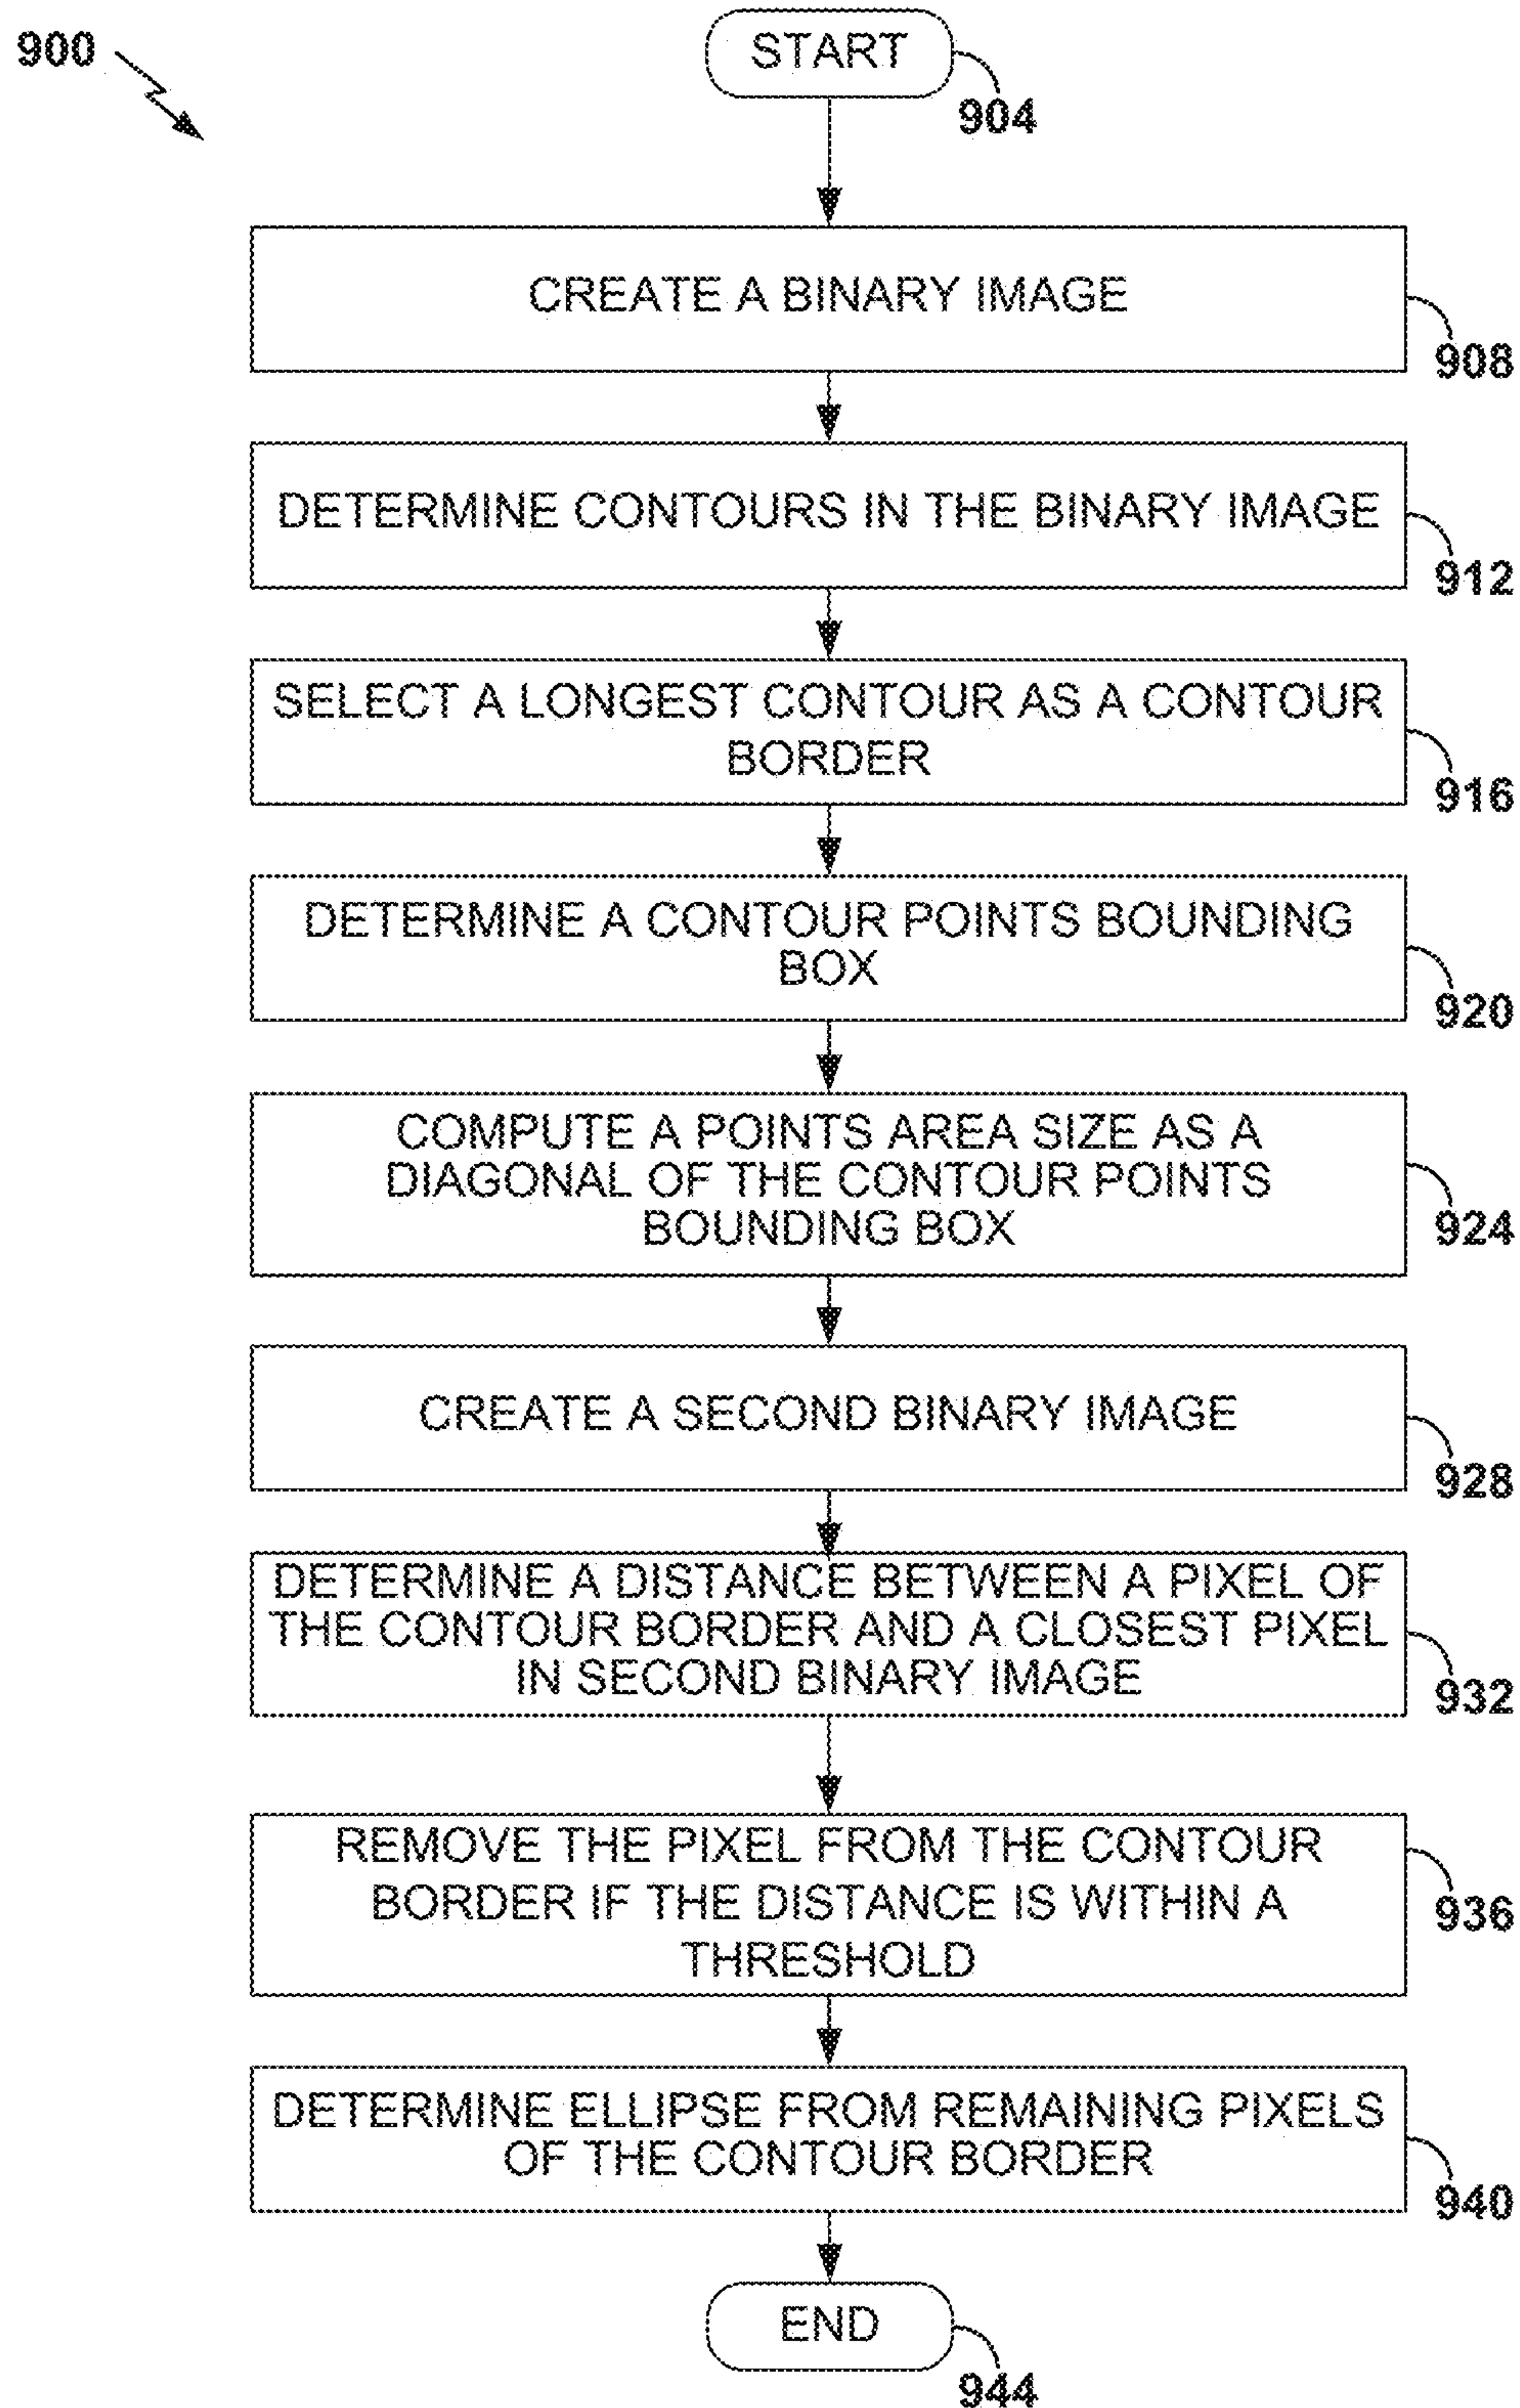 900
START
904
CREATE A BINARY IMAGE
908
DETERMINE CONTOURS IN THE BINARY IMAGE
912
SELECT A LONGEST CONTOUR AS A CONTOUR
BORDER
916
DETERMINE A CONTOUR POINTS BOUNDING
BOX
920
COMPUTE A POINTS AREA SIZE AS A
DIAGONAL OF THE CONTOUR POINTS
BOUNDING BOX
924
CREATE A SECOND BINARY IMAGE
928
DETERMINE A DISTANCE BETWEEN A PIXEL OF
THE CONTOUR BORDER AND A CLOSEST PIXEL
IN SECOND BINARY IMAGE
932
REMOVE THE PIXEL FROM THE CONTOUR
BORDER IF THE DISTANCE IS WITHIN A
THRESHOLD
936
DETERMINE ELLIPSE FROM REMAINING PIXELS
OF THE CONTOUR BORDER
940
END
944